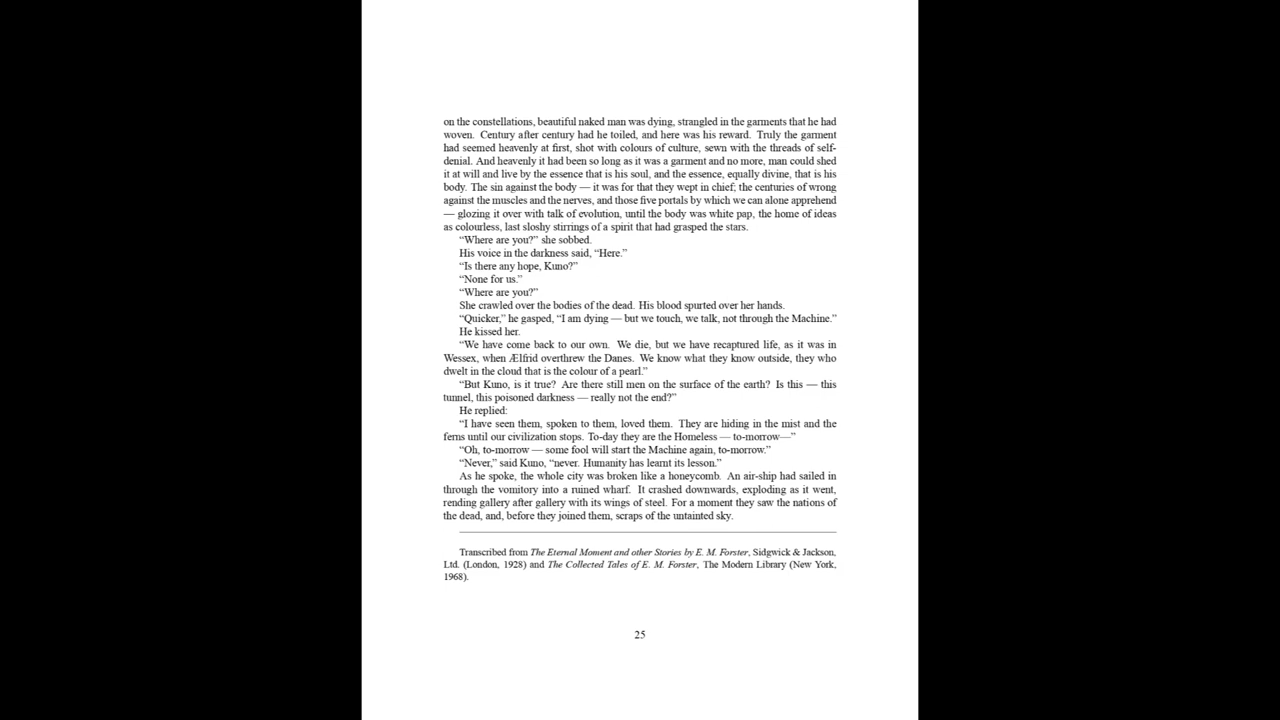 on the constellations, beautiful naked man was dying, strangled in the garments that he had
woven. Century after century had he toiled, and here was his reward. Truly the garment
had seemed heavenly at first, shot with colours of culture, sewn with the threads of self-
denial. And heavenly it had been so long as it was a garment and no more, man could shed
it at will and live by the essence that is his soul, and the essence, equally divine, that is his
body. The sin against the body — it was for that they wept in chief; the centuries of wrong
against the muscles and the nerves, and those five portals by which we can alone apprehend
— glozing it over with talk of evolution, until the body was white pap, the home of ideas
as colourless, last sloshy stirrings of a spirit that had grasped the stars.
“Where are you?” she sobbed.
His voice in the darkness said, “Here.”
“Is there any hope, Kuno?”
“None for us.”
“Where are you?”
She crawled over the bodies of the dead. His blood spurted over her hands.
“Quicker,” he gasped, “I am dying — but we touch, we talk, not through the Machine.”
He kissed her.
“We have come back to our own. We die, but we have recaptured life, as it was in
Wessex, when Ælfrid overthrew the Danes. We know what they know outside, they who
dwelt in the cloud that is the colour of a pearl.”
“But Kuno, is it true? Are there still men on the surface of the earth? Is this — this
tunnel, this poisoned darkness — really not the end?”
He replied:
“I have seen them, spoken to them, loved them. They are hiding in the mist and the
ferns until our civilization stops. To-day they are the Homeless — to-morrow—”
“Oh, to-morrow — some fool will start the Machine again, to-morrow.”
“Never,” said Kuno, “never. Humanity has learnt its lesson.”
As he spoke, the whole city was broken like a honeycomb. An air-ship had sailed in
through the vomitory into a ruined wharf. It crashed downwards, exploding as it went,
rending gallery after gallery with its wings of steel. For a moment they saw the nations of
the dead, and, before they joined them, scraps of the untainted sky.
Transcribed from The Eternal Moment and other Stories by E. M. Forster, Sidgwick & Jackson,
Ltd. (London, 1928) and The Collected Tales of E. M. Forster, The Modern Library (New York,
1968).
25